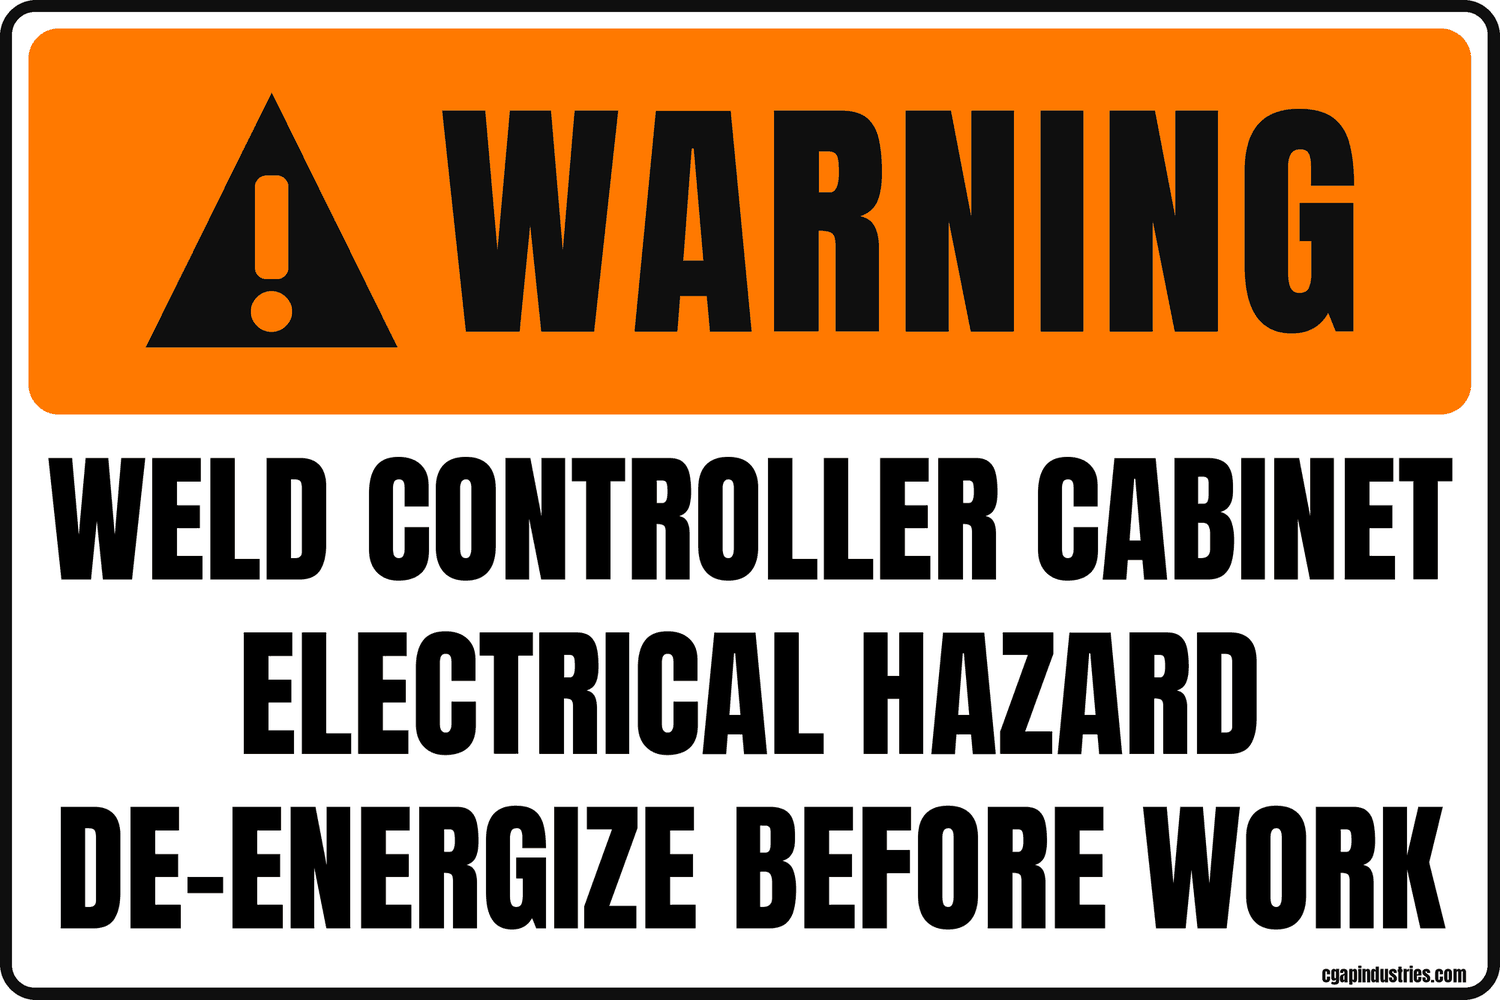 WARNING
WELD CONTROLLER CABINET
ELECTRICAL HAZARD
DE-ENERGIZE BEFORE WORK
cgapindustries.com